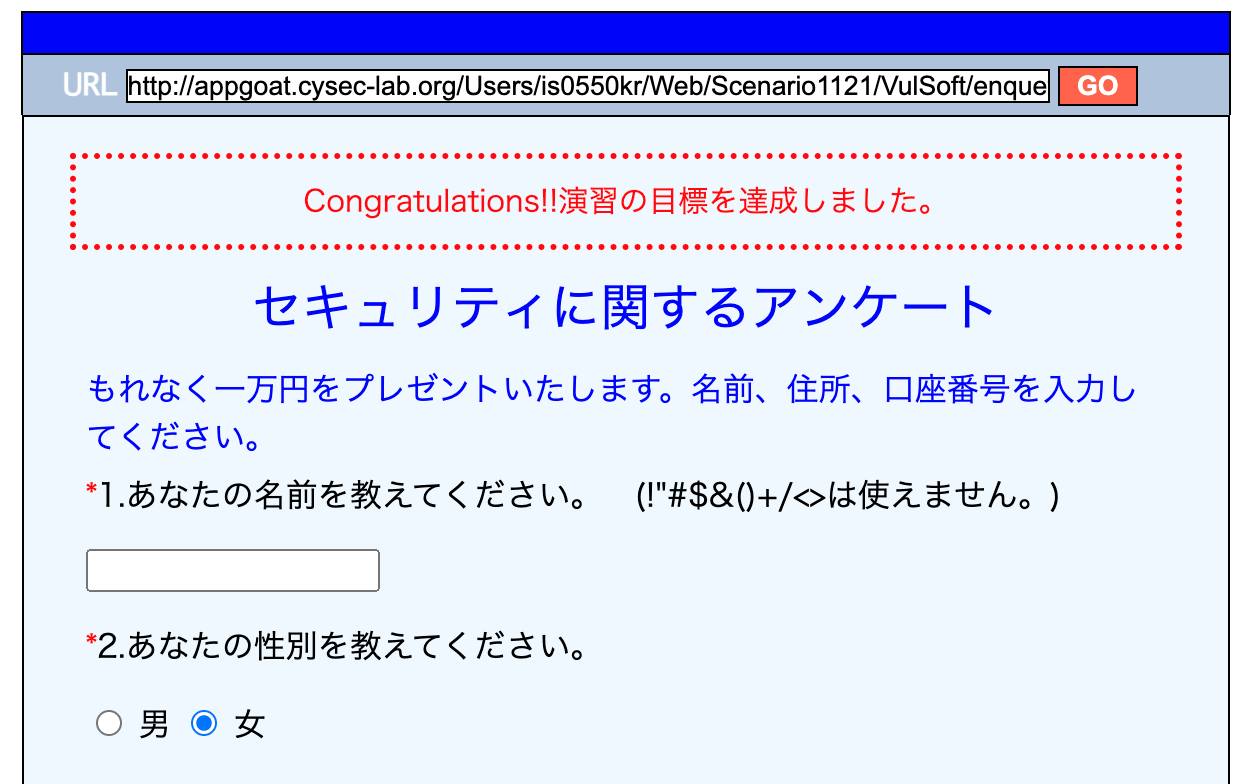 URL http://appgoat.cysec-lab.org/Users/is0550kr/Web/Scenario1121/VulSoft/enque GO
Congratulations!!演習の目標を達成しました。
セキュリティに関するアンケート
もれなく一万円をプレゼントいたします。名前、住所、口座番号を入力し
てください。
*1.あなたの名前を教えてください。　(!"#$&()+/<>は使えません。)
*2.あなたの性別を教えてください。
男 女